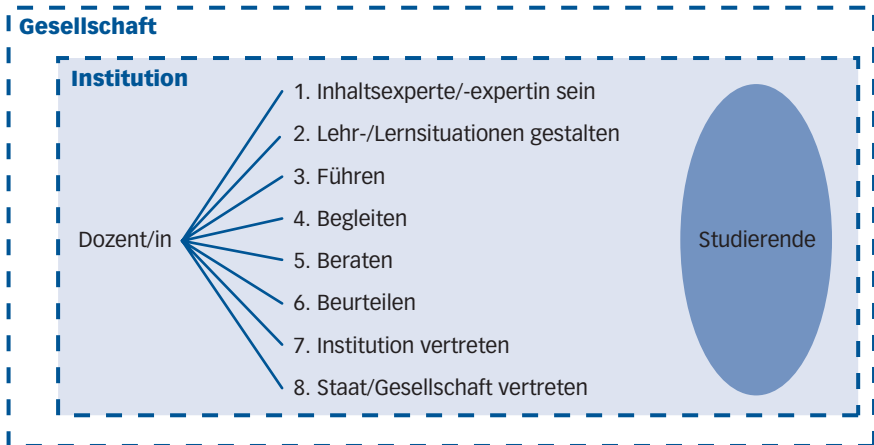 Gesellschaft
Institution
1. Inhaltsexperte/-expertin sein
2. Lehr-/Lernsituationen gestalten
3. Führen
4. Begleiten
Dozent/in
Studierende
5. Beraten
6. Beurteilen
7. Institution vertreten
8. Staat/Gesellschaft vertreten